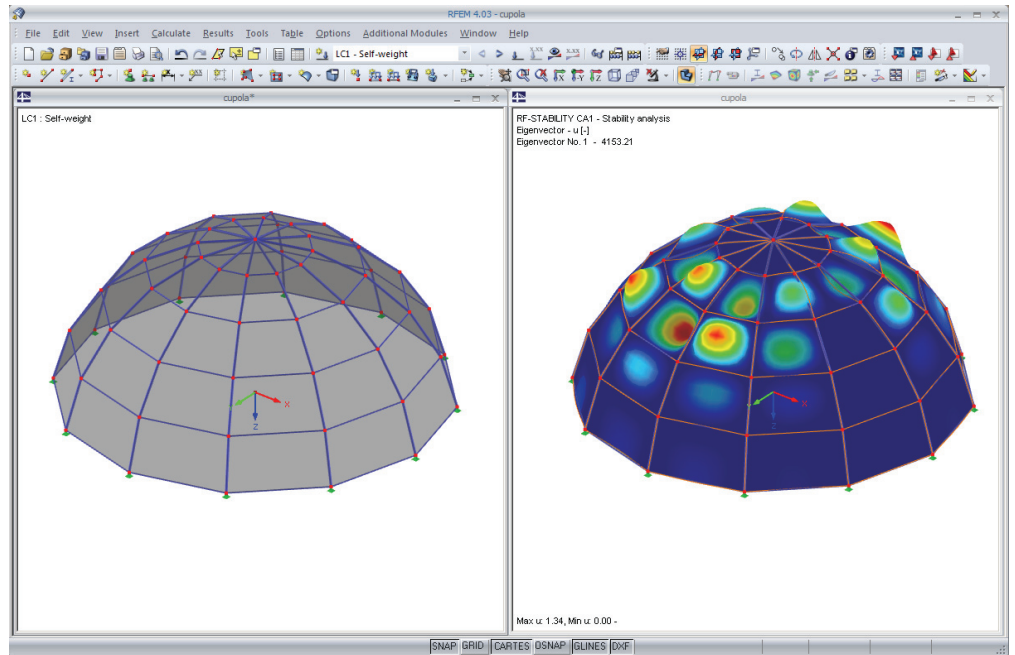 RFEM 4.03 - cupola
File Edit View Insert Calculate Results Tools Table Options Additional Modules Window Help
LC1 - Self-weight
cupola*
LC1 : Self-weight
X
Z
cupola
RF-STABILITY CA1 - Stability analysis
Eigenvector - u [-]
Eigenvector No. 1 - 4153.21
X
Z
Max u: 1.34, Min u: 0.00 -
SNAP GRID CARTES OSNAP GLINES DXF